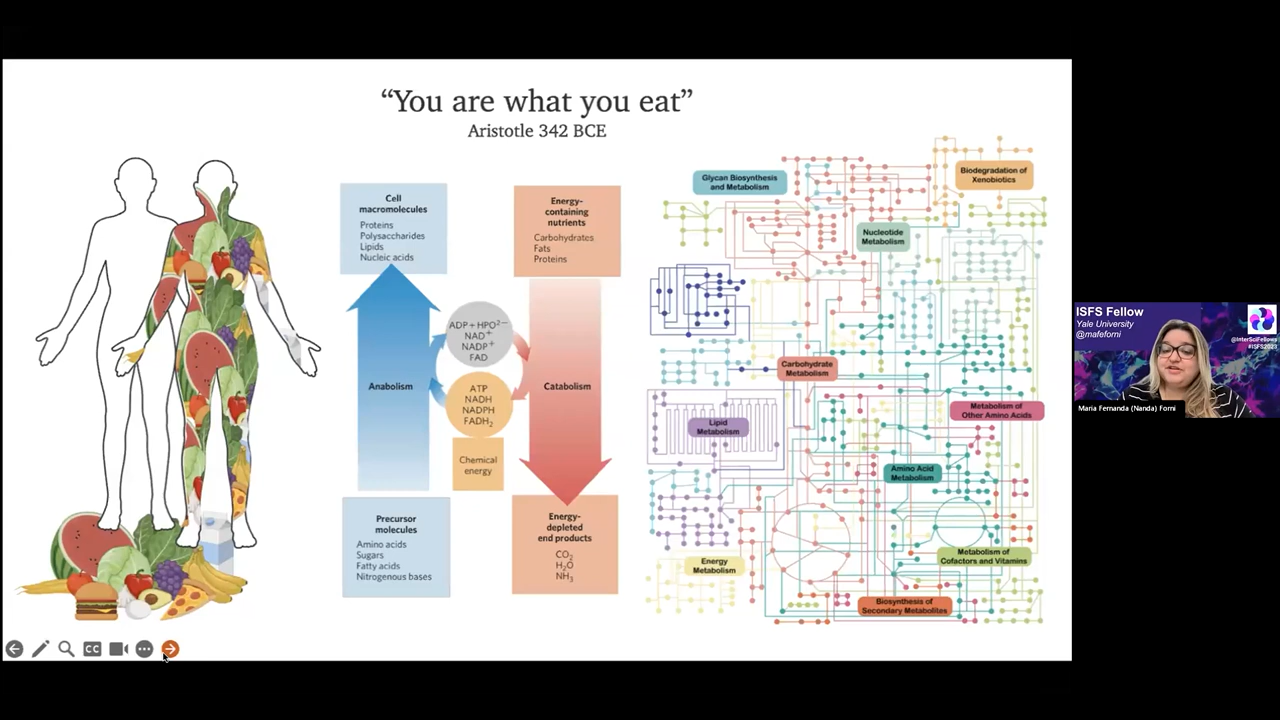 “You are what you eat”
Aristotle 342 BCE
Cell
macromolecules
Proteins
Polysaccharides
Lipids
Nucleic acids
Anabolism
Precursor
molecules
Amino acids
Sugars
Fatty acids
Nitrogenous bases
ADP + HPO₄²⁻
NAD⁺
NADP⁺
FAD
ATP
NADH
NADPH
FADH₂
Chemical
energy
Energy-
containing
nutrients
Carbohydrates
Fats
Proteins
Catabolism
Energy-
depleted
end products
CO₂
H₂O
NH₃
Glycan Biosynthesis
and Metabolism
Biodegradation of
Xenobiotics
Nucleotide
Metabolism
Carbohydrate
Metabolism
Metabolism of
Other Amino Acids
Lipid
Metabolism
Amino Acid
Metabolism
Energy
Metabolism
Metabolism of
Cofactors and Vitamins
Biosynthesis of
Secondary Metabolites
CC
ISFS Fellow
Yale University
@mafeforni
@InterSciFellows
#ISFS2023
Maria Fernanda (Nanda) Forni